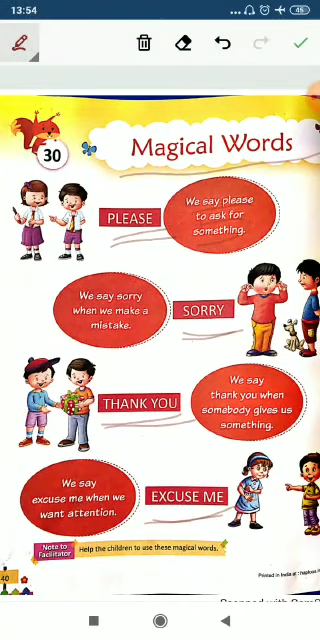 13:54
45
30
Magical Words
PLEASE
We say please
to ask for
something.
We say sorry
when we make a
mistake.
SORRY
THANK YOU
We say
thank you when
somebody gives us
something.
We say
excuse me when we
want attention.
EXCUSE ME
Note to
Facilitator
Help the children to use these magical words.
40
Printed in India at :